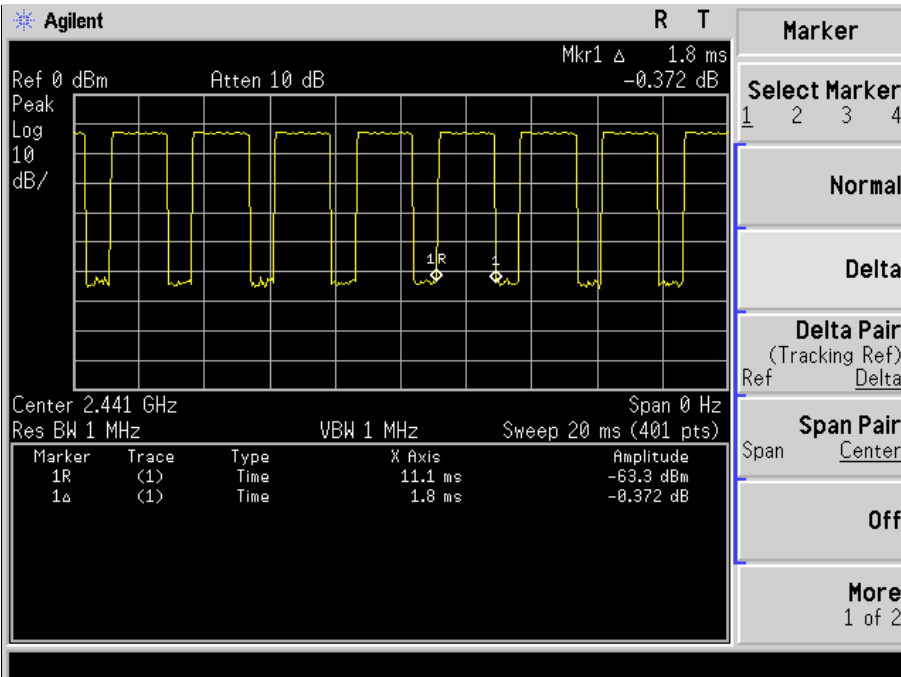 Agilent
R T
Mkr1 Δ 1.8 ms
Ref 0 dBm Atten 10 dB -0.372 dB
Peak
Log
10
dB/
1R
1
Center 2.441 GHz Span 0 Hz
Res BW 1 MHz VBW 1 MHz Sweep 20 ms (401 pts)
Marker Trace Type X Axis Amplitude
1R (1) Time 11.1 ms -63.3 dBm
1Δ (1) Time 1.8 ms -0.372 dB
Marker
Select Marker
1 2 3 4
Normal
Delta
Delta Pair
(Tracking Ref)
Ref Delta
Span Pair
Span Center
Off
More
1 of 2